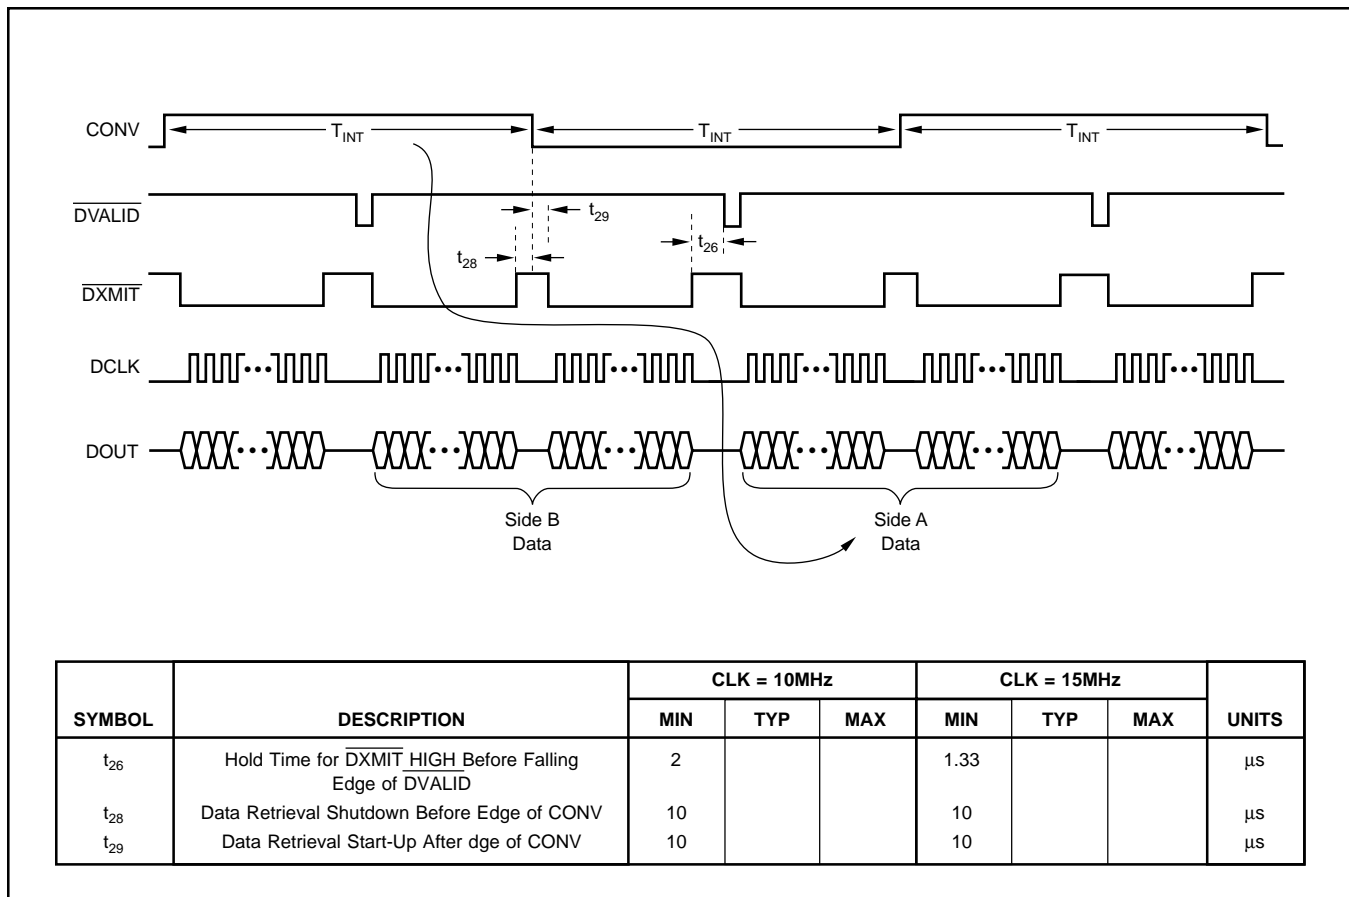 CONV
T_INT
T_INT
T_INT
DVALID
t29
t26
t28
DXMIT
DCLK
DOUT
Side B
Data
Side A
Data
SYMBOL DESCRIPTION CLK = 10MHz CLK = 15MHz UNITS
MIN TYP MAX MIN TYP MAX
t26 Hold Time for DXMIT HIGH Before Falling 2 1.33 µs
Edge of DVALID
t28 Data Retrieval Shutdown Before Edge of CONV 10 10 µs
t29 Data Retrieval Start-Up After dge of CONV 10 10 µs